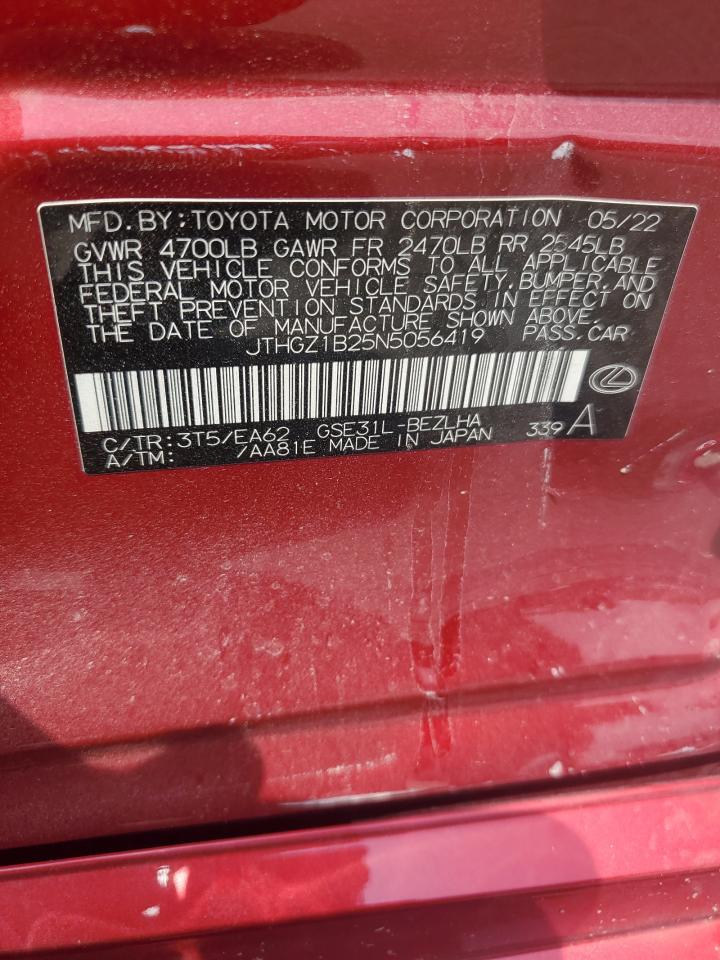 MFD.BY:TOYOTA MOTOR CORPORATION 05/22
GVWR 4700LB GAWR FR 2470LB RR 2545LB
THIS VEHICLE CONFORMS TO ALL APPLICABLE
FEDERAL MOTOR VEHICLE SAFETY,BUMPER,AND
THEFT PREVENTION STANDARDS IN EFFECT ON
THE DATE OF MANUFACTURE SHOWN ABOVE.
JTHGZ1B25N5056419 PASS.CAR
C/TR:3T5/EA62 GSE31L-BEZLHA 339A
A/TM: /AA81E MADE IN JAPAN